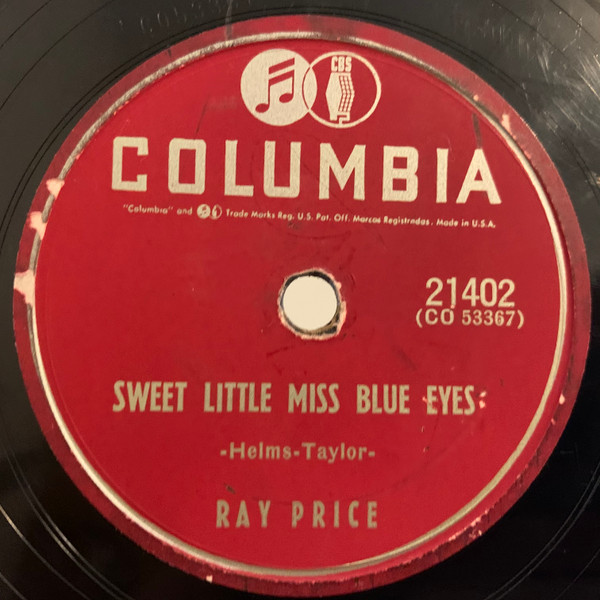 CBS
COLUMBIA
"Columbia" and Trade Marks Reg. U.S. Pat. Off. Marcas Registradas. Made in U.S.A.
21402
(CO 53367)
SWEET LITTLE MISS BLUE EYES
-Helms-Taylor-
RAY PRICE